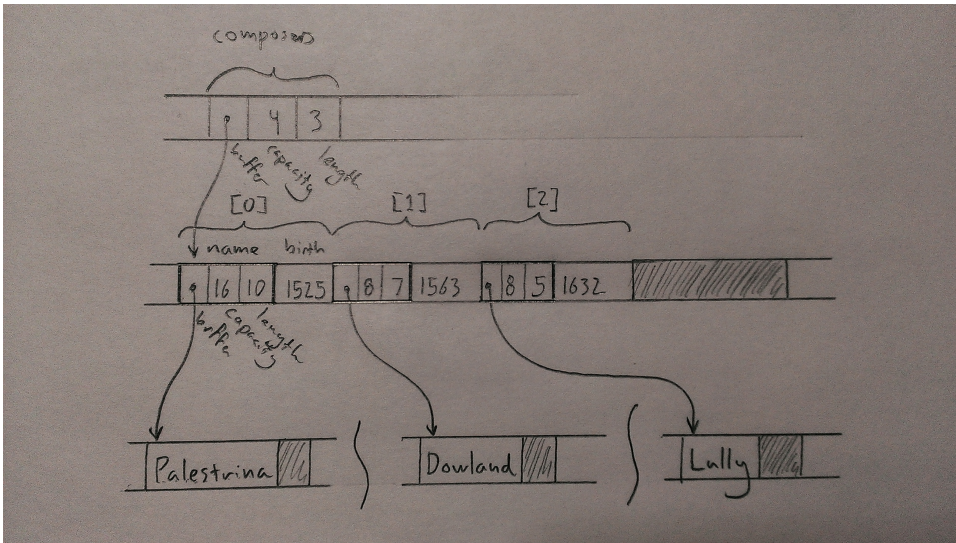 composers
4 3
buffer capacity length
[0] [1] [2]
name birth
16 10 1525 8 7 1563 8 5 1632
buffer capacity length
Palestrina Dowland Lully